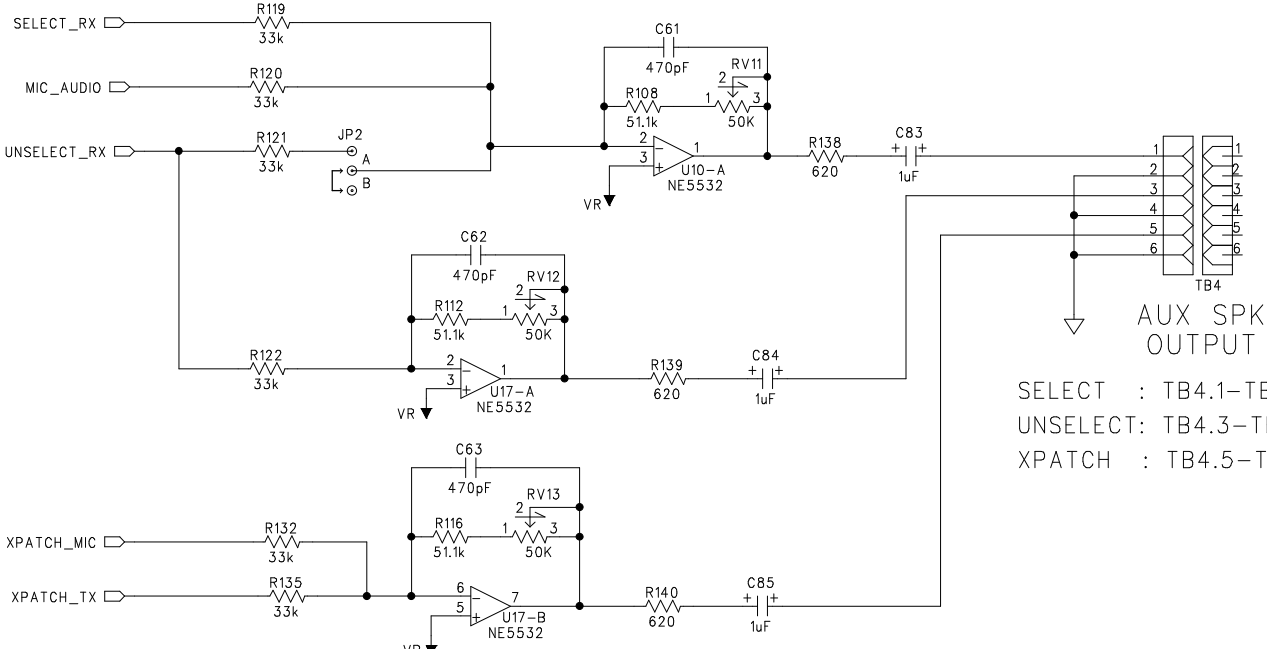 SELECT_RX
R119
33k
MIC_AUDIO
R120
33k
UNSELECT_RX
R121
33k
JP2
A
B
C61
470pF
RV11
2
R108
51.1k
1
3
50K
2
3
1
U10-A
NE5532
VR
R138
620
C83
+ +
1uF
1
2
3
4
5
6
1
2
3
4
5
6
TB4
AUX SPK
OUTPUT
C62
470pF
RV12
2
R112
51.1k
1
3
50K
R122
33k
2
3
1
U17-A
NE5532
VR
R139
620
C84
+ +
1uF
SELECT : TB4.1-TB
UNSELECT: TB4.3-T
XPATCH : TB4.5-T
C63
470pF
RV13
2
R116
51.1k
1
3
50K
XPATCH_MIC
R132
33k
XPATCH_TX
R135
33k
6
5
7
U17-B
NE5532
VR
R140
620
C85
+ +
1uF